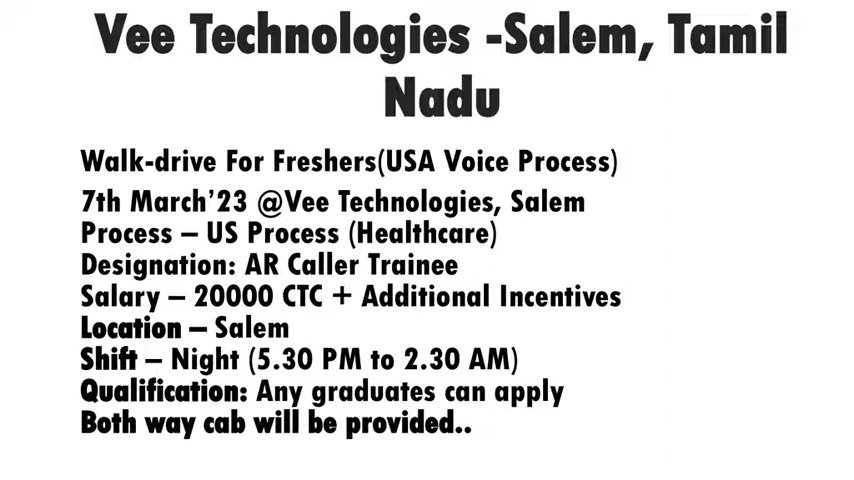 Vee Technologies -Salem, Tamil
Nadu
Walk-drive For Freshers(USA Voice Process)
7th March’23 @Vee Technologies, Salem
Process – US Process (Healthcare)
Designation: AR Caller Trainee
Salary – 20000 CTC + Additional Incentives
Location – Salem
Shift – Night (5.30 PM to 2.30 AM)
Qualification: Any graduates can apply
Both way cab will be provided..